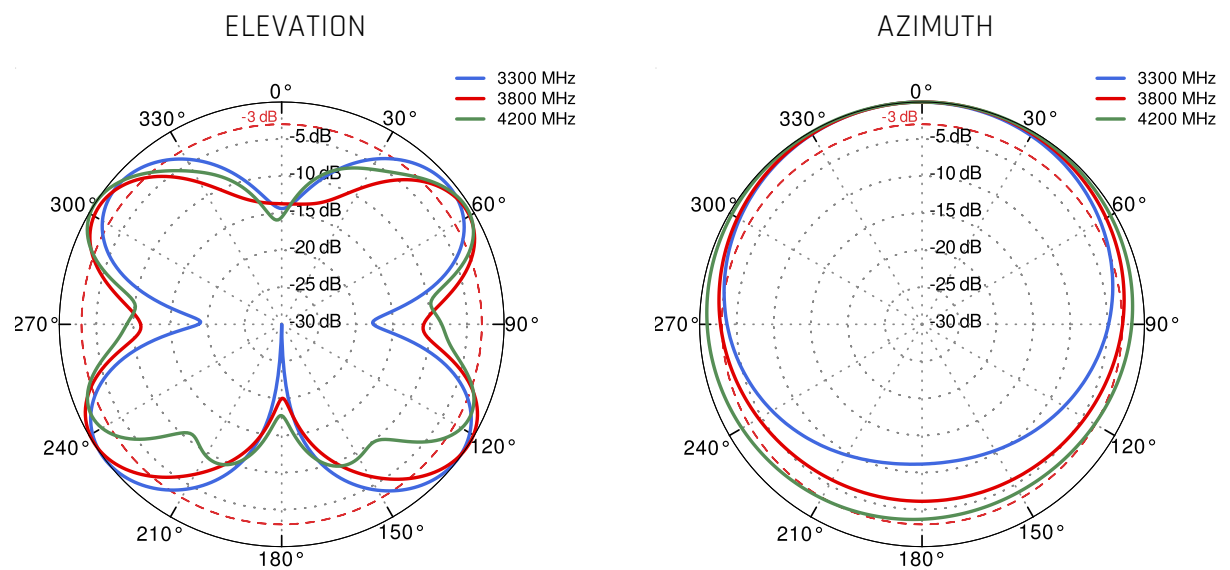 ELEVATION
3300 MHz
3800 MHz
4200 MHz
0°
330°
-3 dB
30°
-5 dB
-10 dB
300°
-15 dB
60°
-20 dB
-25 dB
270°
-30 dB
90°
240°
120°
210°
150°
180°
AZIMUTH
3300 MHz
3800 MHz
4200 MHz
0°
330°
-3 dB
30°
-5 dB
-10 dB
300°
-15 dB
60°
-20 dB
-25 dB
270°
-30 dB
90°
240°
120°
210°
150°
180°